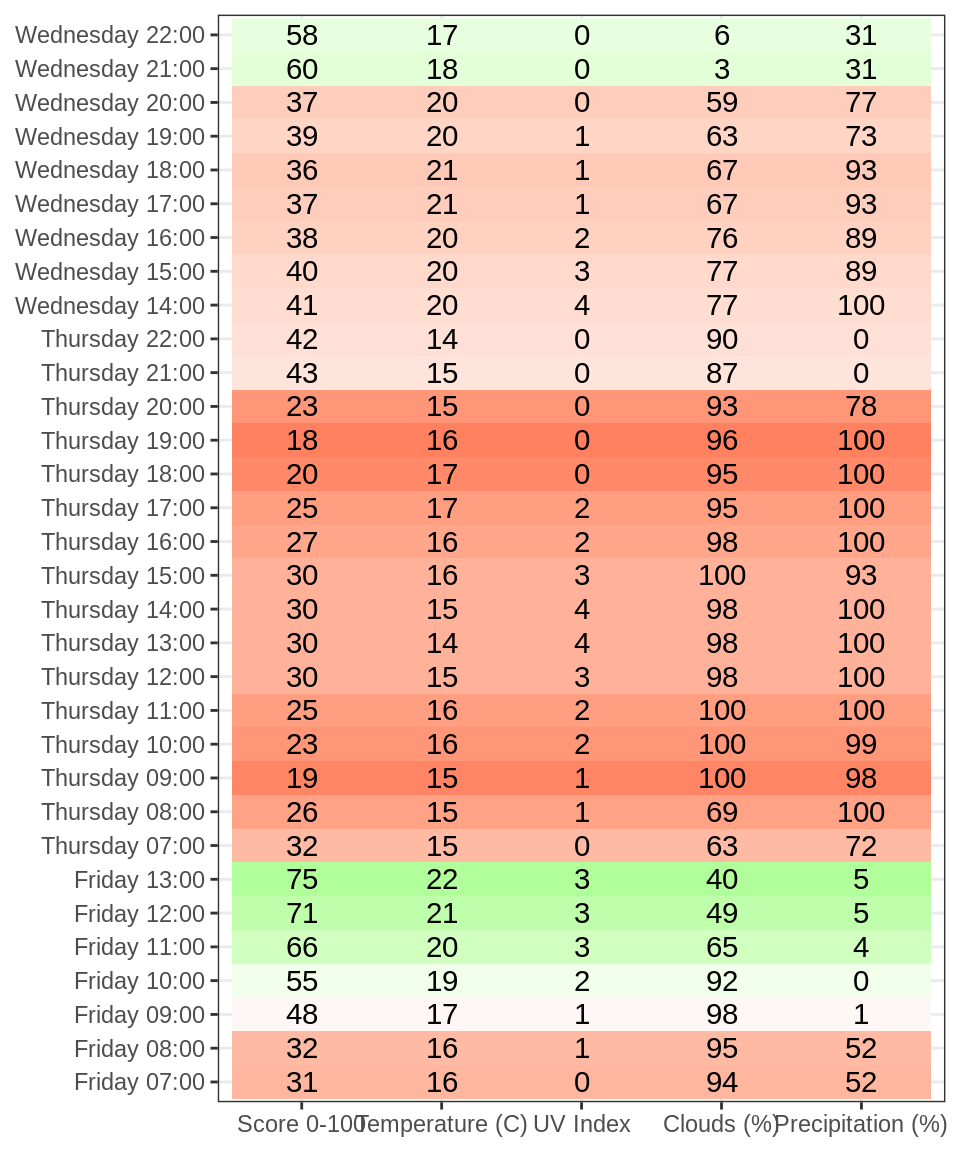 Wednesday 22:00 58 17 0 6 31
Wednesday 21:00 60 18 0 3 31
Wednesday 20:00 37 20 0 59 77
Wednesday 19:00 39 20 1 63 73
Wednesday 18:00 36 21 1 67 93
Wednesday 17:00 37 21 1 67 93
Wednesday 16:00 38 20 2 76 89
Wednesday 15:00 40 20 3 77 89
Wednesday 14:00 41 20 4 77 100
Thursday 22:00 42 14 0 90 0
Thursday 21:00 43 15 0 87 0
Thursday 20:00 23 15 0 93 78
Thursday 19:00 18 16 0 96 100
Thursday 18:00 20 17 0 95 100
Thursday 17:00 25 17 2 95 100
Thursday 16:00 27 16 2 98 100
Thursday 15:00 30 16 3 100 93
Thursday 14:00 30 15 4 98 100
Thursday 13:00 30 14 4 98 100
Thursday 12:00 30 15 3 98 100
Thursday 11:00 25 16 2 100 100
Thursday 10:00 23 16 2 100 99
Thursday 09:00 19 15 1 100 98
Thursday 08:00 26 15 1 69 100
Thursday 07:00 32 15 0 63 72
Friday 13:00 75 22 3 40 5
Friday 12:00 71 21 3 49 5
Friday 11:00 66 20 3 65 4
Friday 10:00 55 19 2 92 0
Friday 09:00 48 17 1 98 1
Friday 08:00 32 16 1 95 52
Friday 07:00 31 16 0 94 52
Score 0-100 Temperature (C) UV Index Clouds (%) Precipitation (%)